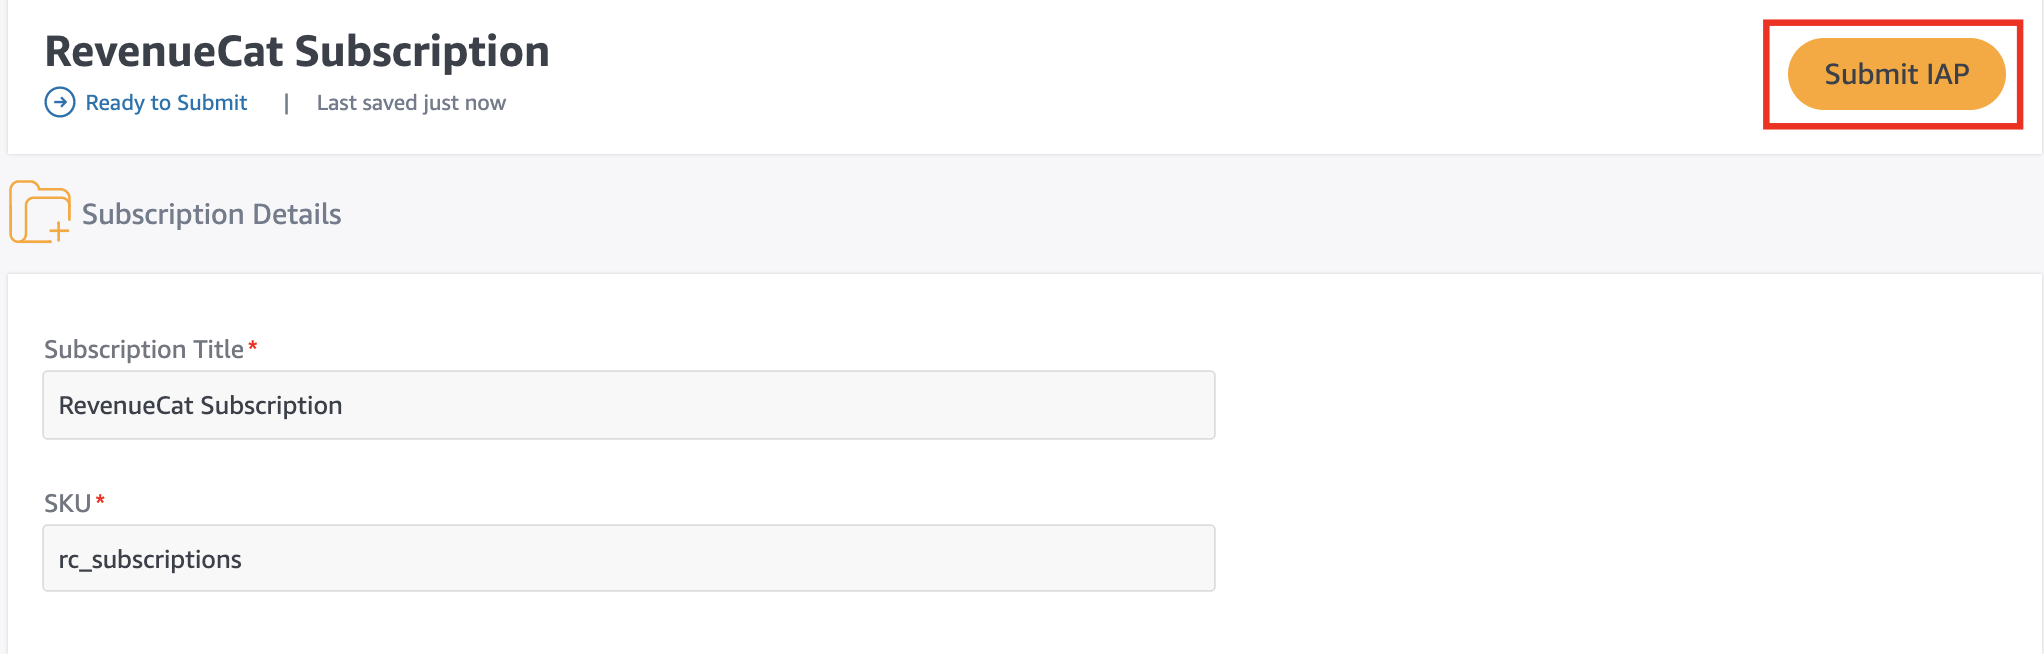 RevenueCat Subscription
Submit IAP
Ready to Submit | Last saved just now
Subscription Details
Subscription Title*
RevenueCat Subscription
SKU*
rc_subscriptions